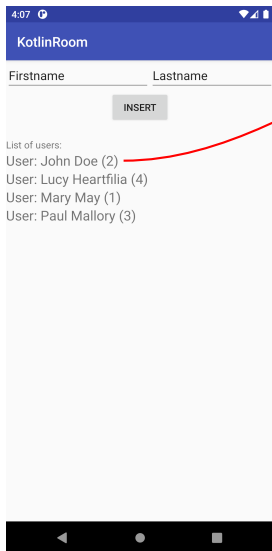 4:07
KotlinRoom
Firstname Lastname
INSERT
List of users:
User: John Doe (2)
User: Lucy Heartfilia (4)
User: Mary May (1)
User: Paul Mallory (3)